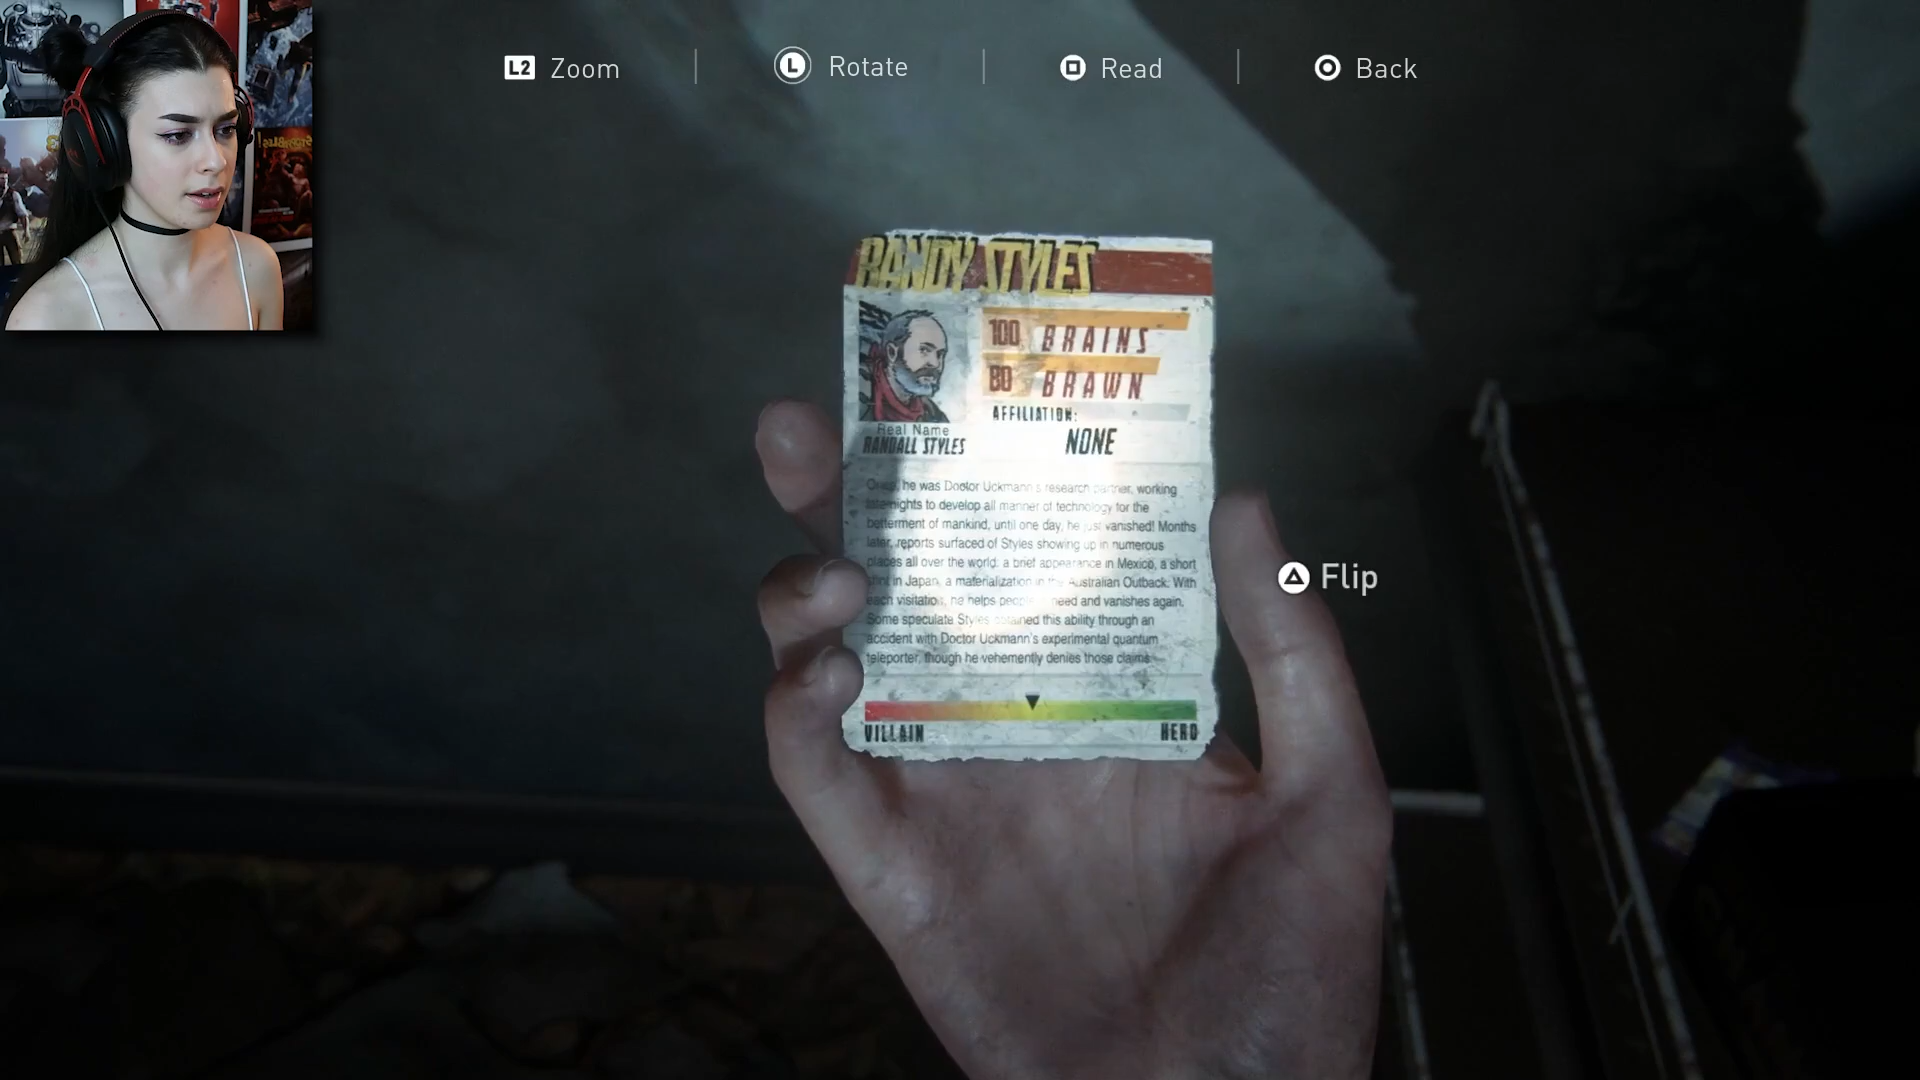 L2 Zoom
L Rotate
Read
Back
RANDY STYLES
100 BRAINS
80 BRAWN
AFFILIATION:
NONE
Real Name
RANDALL STYLES
Once, he was Doctor Uckmann's research partner, working
late nights to develop all manner of technology for the
betterment of mankind, until one day, he just vanished! Months
later, reports surfaced of Styles showing up in numerous
places all over the world: a brief appearance in Mexico, a short
stint in Japan, a materialization in the Australian Outback. With
each visitation, he helps people in need and vanishes again.
Some speculate Styles obtained this ability through an
accident with Doctor Uckmann's experimental quantum
teleporter, though he vehemently denies those claims
VILLAIN
HERO
Flip